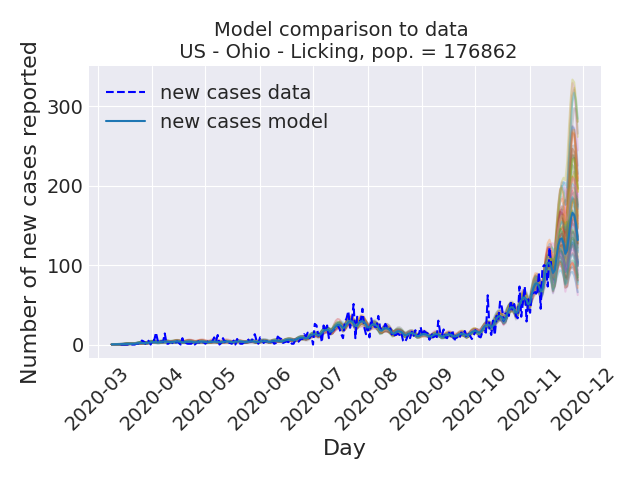 Model comparison to data
US - Ohio - Licking, pop. = 176862
Number of new cases reported
new cases data
new cases model
300
200
100
0
2020-03
2020-04
2020-05
2020-06
2020-07
2020-08
2020-09
2020-10
2020-11
2020-12
Day